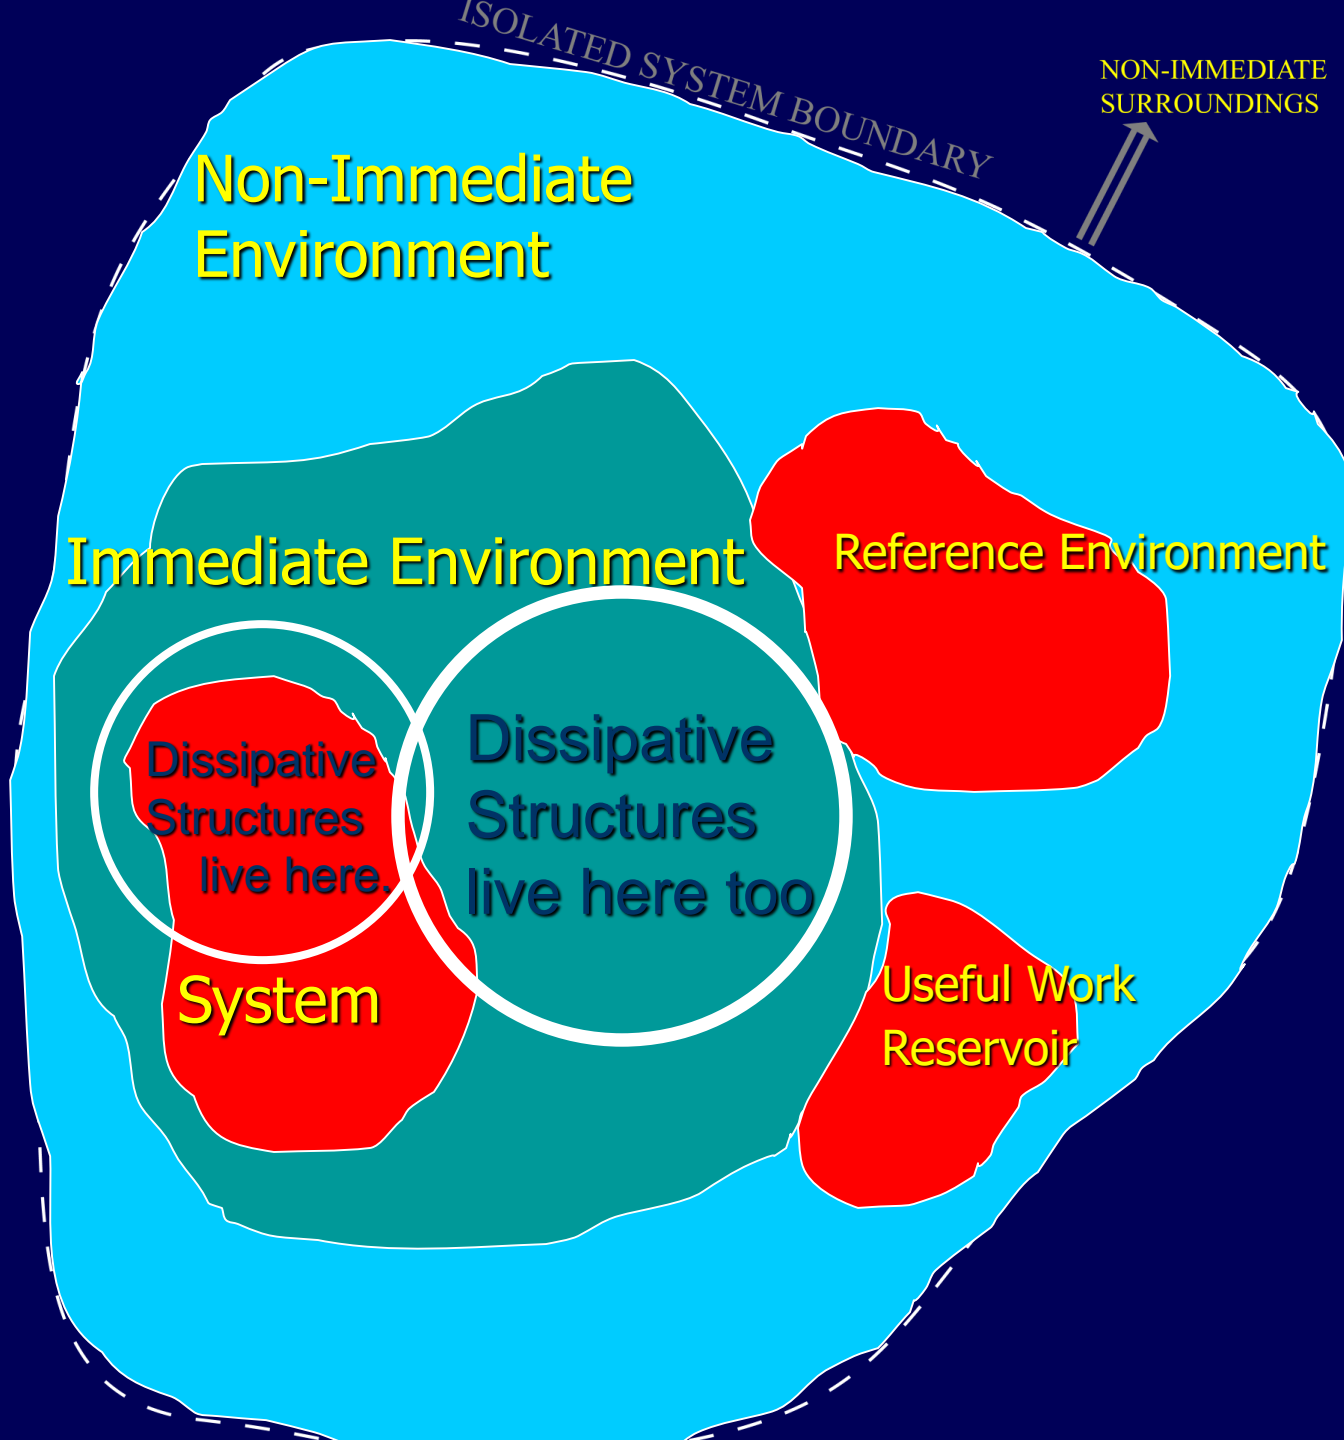 ISOLATED SYSTEM BOUNDARY
NON-IMMEDIATE
SURROUNDINGS
Non-Immediate
Environment
Immediate Environment
Reference Environment
Dissipative
Structures
live here.
Dissipative
Structures
live here too
System
Useful Work
Reservoir